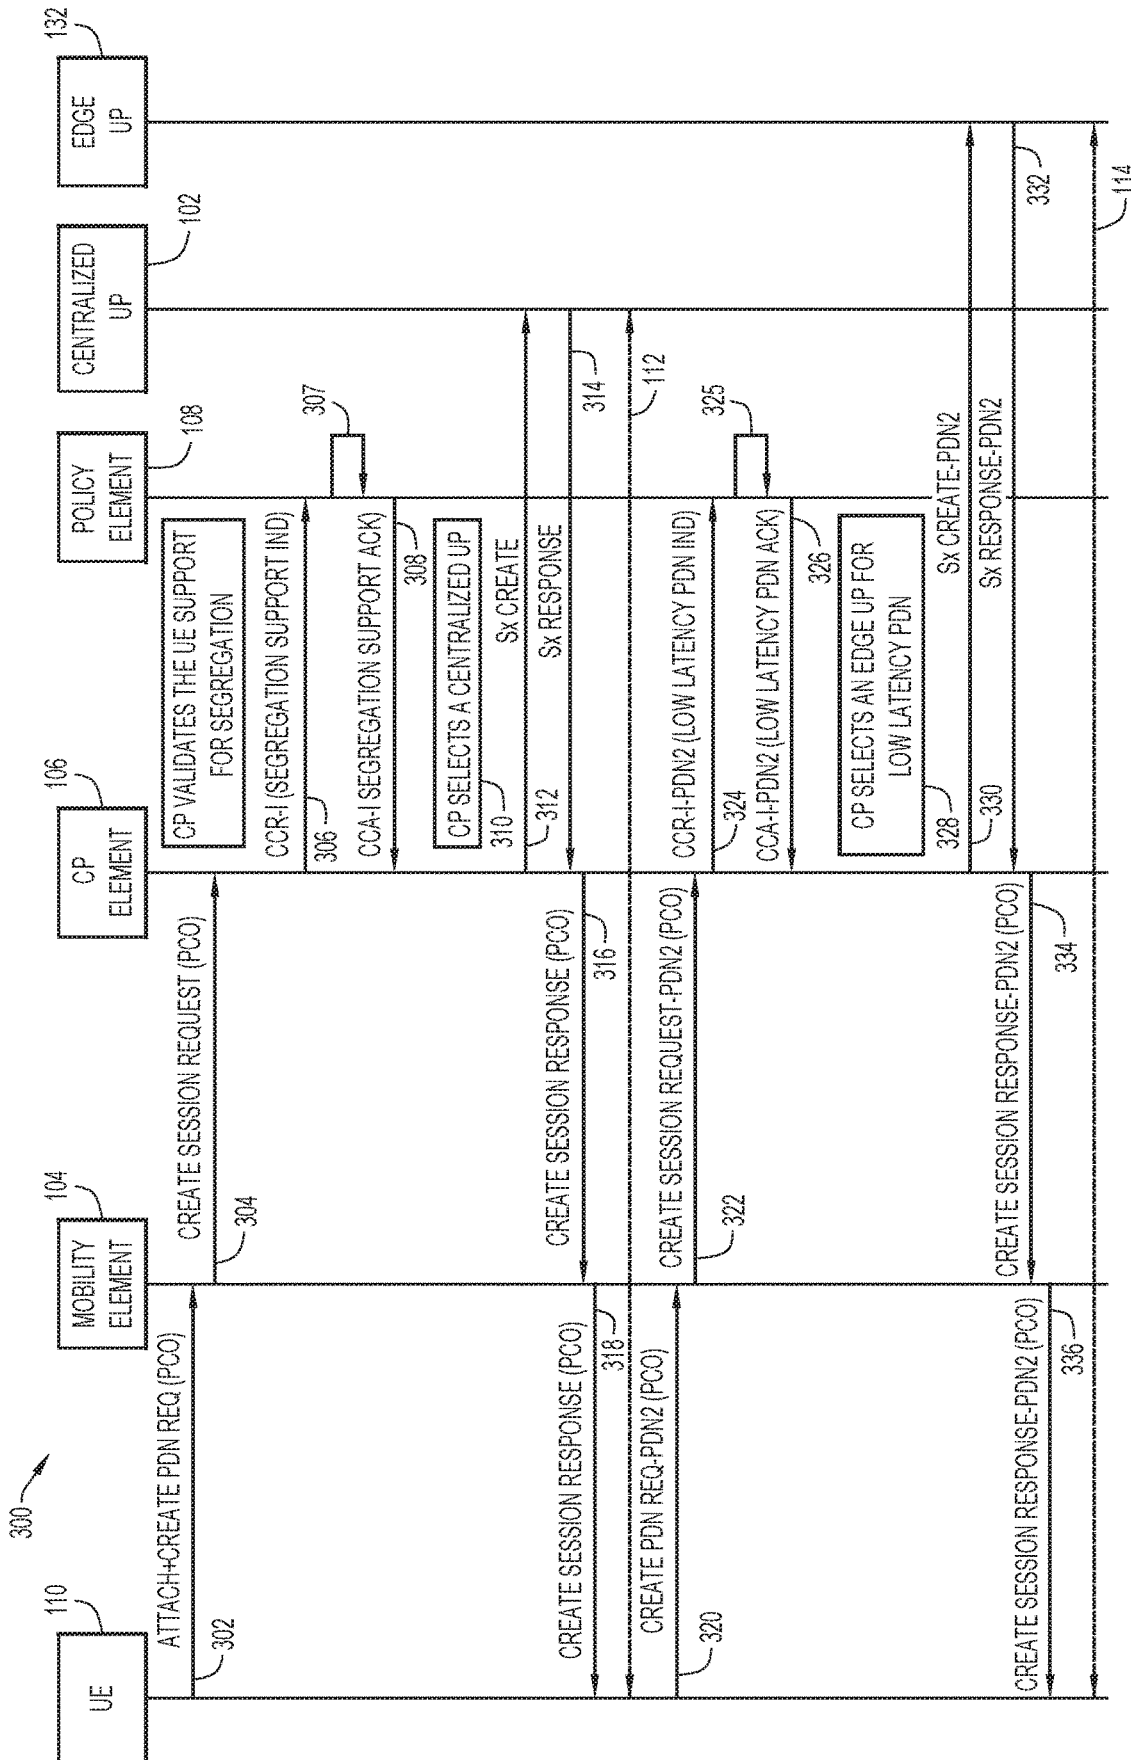 300
UE
110
MOBILITY
ELEMENT
104
CP
ELEMENT
106
POLICY
ELEMENT
108
CENTRALIZED
UP
102
EDGE
UP
132
ATTACH+CREATE PDN REQ (PCO)
302
CREATE SESSION REQUEST (PCO)
304
CP VALIDATES THE UE SUPPORT
FOR SEGREGATION
CCR-I (SEGREGATION SUPPORT IND)
306
307
CCA-I SEGREGATION SUPPORT ACK)
308
CP SELECTS A CENTRALIZED UP
310
Sx CREATE
312
Sx RESPONSE
314
CREATE SESSION RESPONSE (PCO)
316
CREATE SESSION RESPONSE (PCO)
318
112
CREATE PDN REQ-PDN2 (PCO)
320
CREATE SESSION REQUEST-PDN2 (PCO)
322
CCR-I-PDN2 (LOW LATENCY PDN IND)
324
325
CCA-I-PDN2 (LOW LATENCY PDN ACK)
326
CP SELECTS AN EDGE UP FOR
LOW LATENCY PDN
328
Sx CREATE-PDN2
330
Sx RESPONSE-PDN2
332
CREATE SESSION RESPONSE-PDN2 (PCO)
334
CREATE SESSION RESPONSE-PDN2 (PCO)
336
114